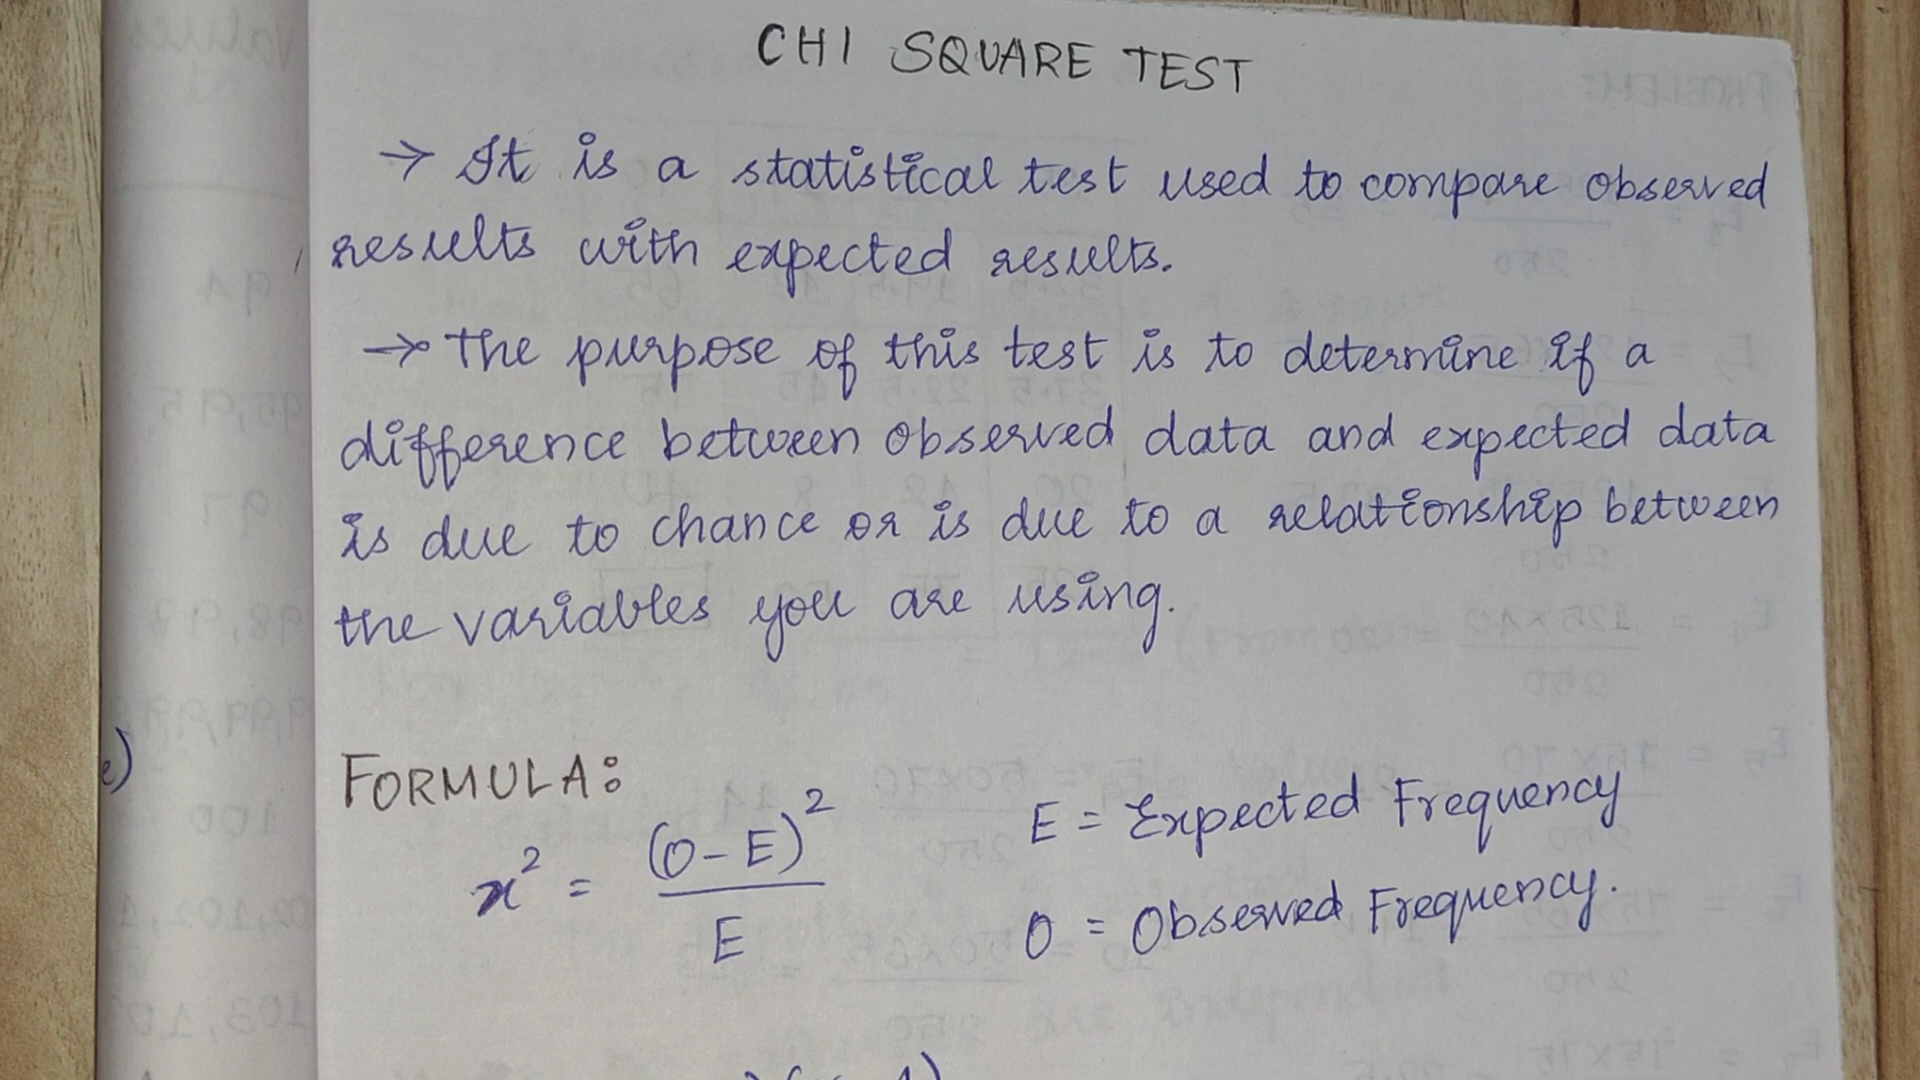 CHI SQUARE TEST
→ It is a statistical test used to compare observed
results with expected results.
→ The purpose of this test is to determine if a
difference between observed data and expected data
is due to chance or is due to a relationship between
the variables you are using.
e)
FORMULA:
x² = (O-E)² / E
E = Expected Frequency
O = Observed Frequency.